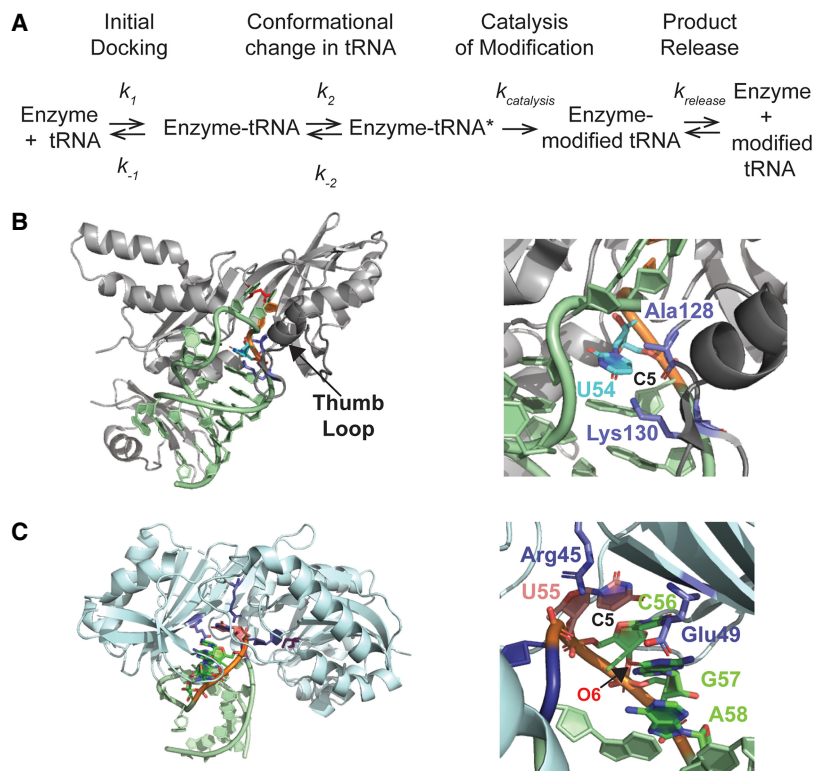 A
Initial
Docking
Conformational
change in tRNA
Catalysis
of Modification
Product
Release
k1
k2
kcatalysis
krelease
Enzyme
+ tRNA
Enzyme-tRNA
Enzyme-tRNA*
Enzyme-
modified tRNA
Enzyme
+
modified
tRNA
k-1
k-2
B
Thumb
Loop
Ala128
C5
U54
Lys130
C
Arg45
U55
C56
C5
Glu49
G57
O6
A58